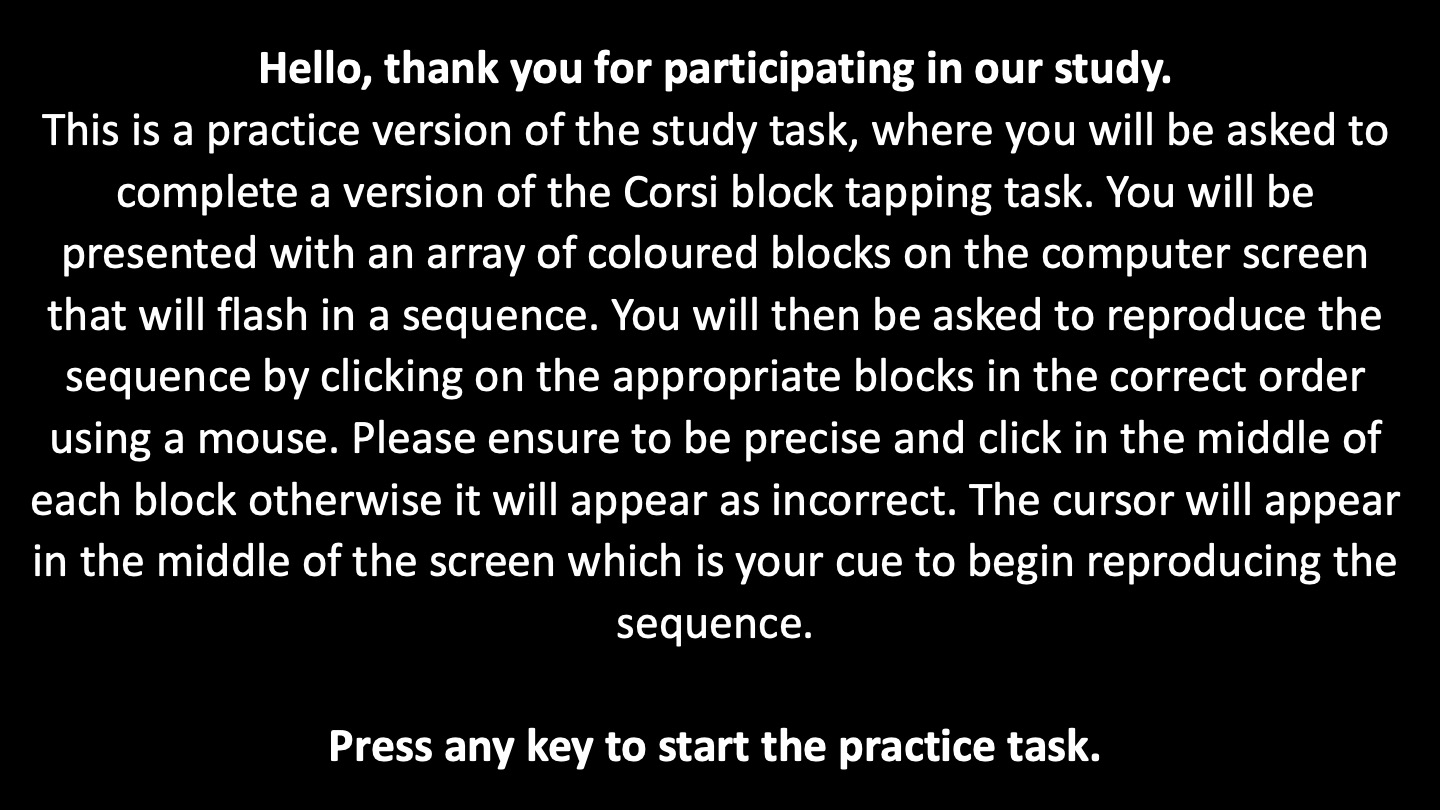 Hello, thank you for participating in our study.
This is a practice version of the study task, where you will be asked to
complete a version of the Corsi block tapping task. You will be
presented with an array of coloured blocks on the computer screen
that will flash in a sequence. You will then be asked to reproduce the
sequence by clicking on the appropriate blocks in the correct order
using a mouse. Please ensure to be precise and click in the middle of
each block otherwise it will appear as incorrect. The cursor will appear
in the middle of the screen which is your cue to begin reproducing the
sequence.
Press any key to start the practice task.